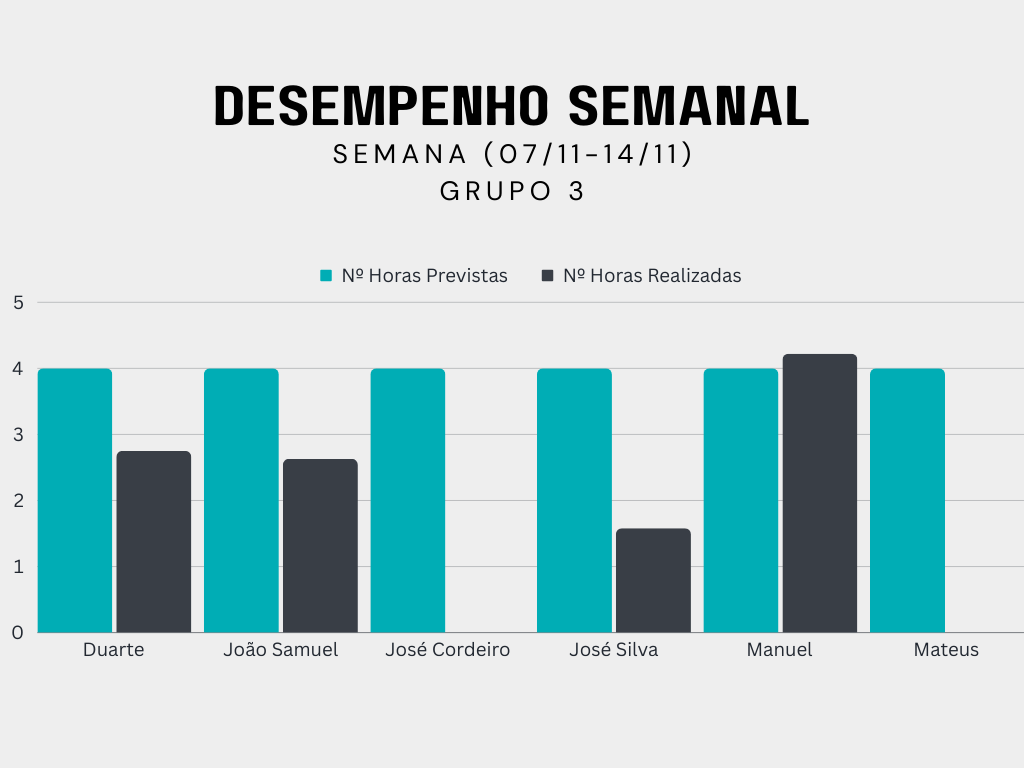 DESEMPENHO SEMANAL
SEMANA (07/11-14/11)
GRUPO 3
Nº Horas Previstas Nº Horas Realizadas
5
4
3
2
1
0
Duarte João Samuel José Cordeiro José Silva Manuel Mateus